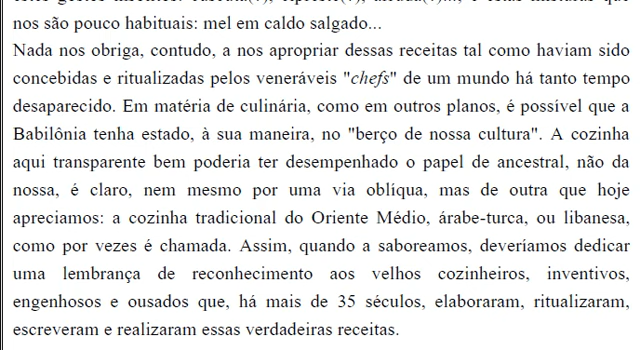 nos são pouco habituais: mel em caldo salgado...
Nada nos obriga, contudo, a nos apropriar dessas receitas tal como haviam sido
concebidas e ritualizadas pelos veneráveis "chefs" de um mundo há tanto tempo
desaparecido. Em matéria de culinária, como em outros planos, é possível que a
Babilônia tenha estado, à sua maneira, no "berço de nossa cultura". A cozinha
aqui transparente bem poderia ter desempenhado o papel de ancestral, não da
nossa, é claro, nem mesmo por uma via oblíqua, mas de outra que hoje
apreciamos: a cozinha tradicional do Oriente Médio, árabe-turca, ou libanesa,
como por vezes é chamada. Assim, quando a saboreamos, deveríamos dedicar
uma lembrança de reconhecimento aos velhos cozinheiros, inventivos,
engenhosos e ousados que, há mais de 35 séculos, elaboraram, ritualizaram,
escreveram e realizaram essas verdadeiras receitas.